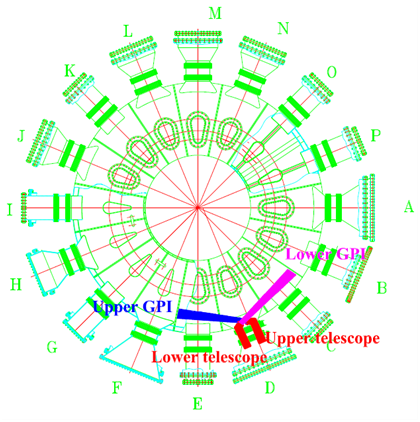 M
L
N
K
O
J
P
I
A
Lower GPI
H
B
Upper GPI
G
C
Upper telescope
Lower telescope
F
D
E